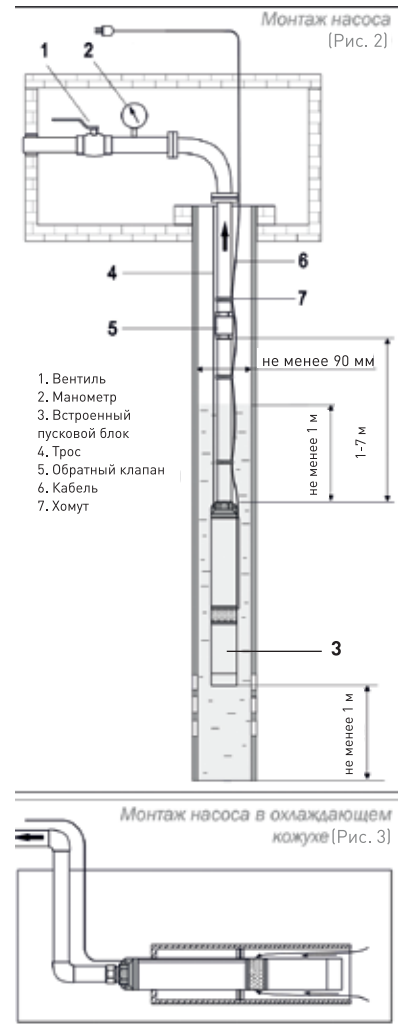 Монтаж насоса
(Рис. 2)
1
2
6
4
7
5
не менее 90 мм
1. Вентиль
2. Манометр
3. Встроенный
пусковой блок
4. Трос
5. Обратный клапан
6. Кабель
7. Хомут
не менее 1 м
1-7 м
3
не менее 1 м
Монтаж насоса в охлаждающем
кожухе(Рис. 3)